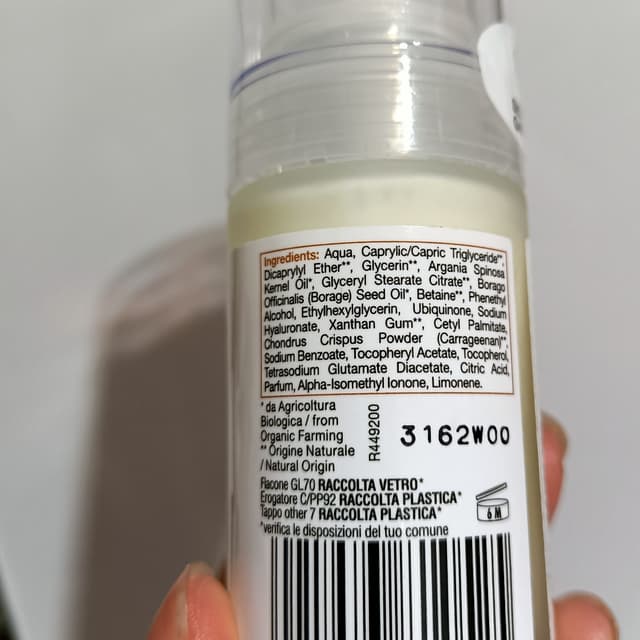 Ingredients: Aqua, Caprylic/Capric Triglyceride**,
Dicaprylyl Ether**, Glycerin**, Argania Spinosa
Kernel Oil*, Glyceryl Stearate Citrate**, Borago
Officinalis (Borage) Seed Oil*, Betaine**, Phenethyl
Alcohol, Ethylhexylglycerin, Ubiquinone, Sodium
Hyaluronate, Xanthan Gum**, Cetyl Palmitate,
Chondrus Crispus Powder (Carrageenan)**,
Sodium Benzoate, Tocopheryl Acetate, Tocopherol,
Tetrasodium Glutamate Diacetate, Citric Acid,
Parfum, Alpha-Isomethyl Ionone, Limonene.
* da Agricoltura
Biologica / from
Organic Farming
** Origine Naturale
/ Natural Origin
R449200
3162W00
Flacone GL70 RACCOLTA VETRO*
Erogatore C/PP92 RACCOLTA PLASTICA*
Tappo other 7 RACCOLTA PLASTICA*
*verifica le disposizioni del tuo comune
6 M